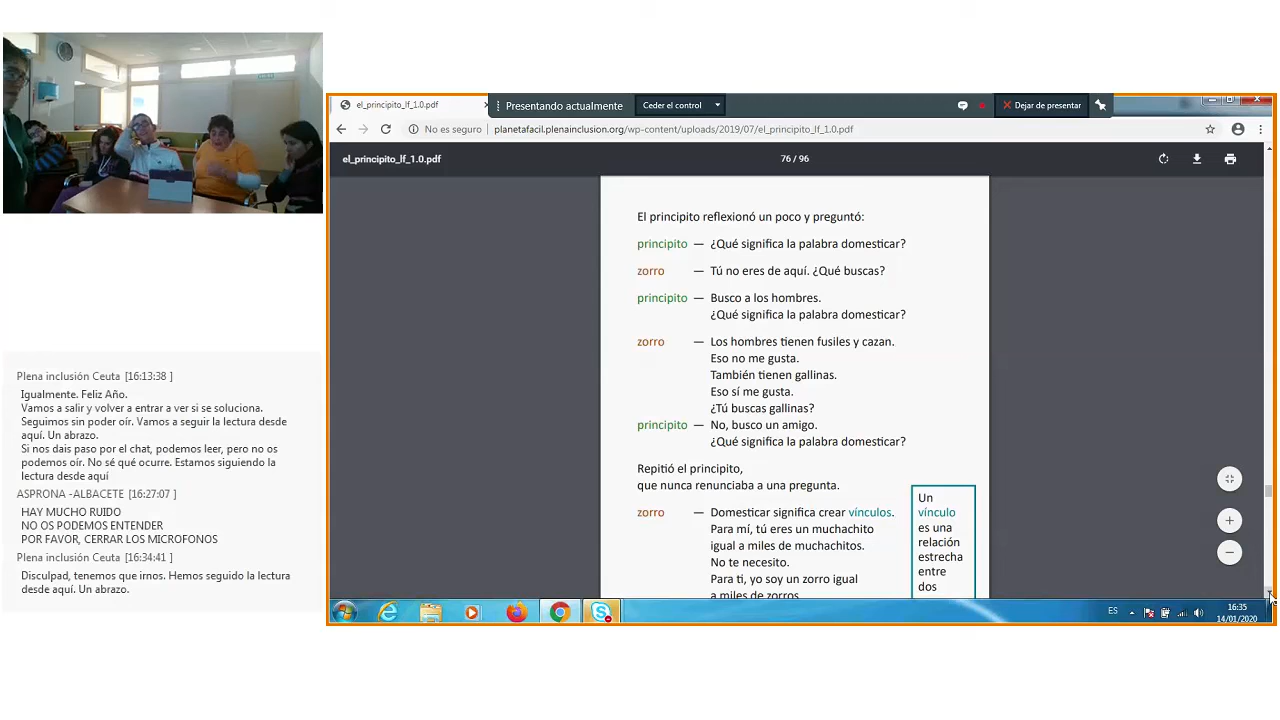 el_principito_lf_1.0.pdf
Presentando actualmente
Ceder el control
Dejar de presentar
No es seguro
planetafacil.plenainclusion.org/wp-content/uploads/2019/07/el_principito_lf_1.0.pdf
el_principito_lf_1.0.pdf
76 / 96
El principito reflexionó un poco y preguntó:
principito — ¿Qué significa la palabra domesticar?
zorro — Tú no eres de aquí. ¿Qué buscas?
principito — Busco a los hombres.
¿Qué significa la palabra domesticar?
zorro — Los hombres tienen fusiles y cazan.
Eso no me gusta.
También tienen gallinas.
Eso sí me gusta.
¿Tú buscas gallinas?
principito — No, busco un amigo.
¿Qué significa la palabra domesticar?
Repitió el principito,
que nunca renunciaba a una pregunta.
zorro — Domesticar significa crear vínculos.
Para mí, tú eres un muchachito
igual a miles de muchachitos.
No te necesito.
Para ti, yo soy un zorro igual
a miles de zorros
Un
vínculo
es una
relación
estrecha
entre
dos
Plena inclusión Ceuta [16:13:38 ]
Igualmente. Feliz Año.
Vamos a salir y volver a entrar a ver si se soluciona.
Seguimos sin poder oír. Vamos a seguir la lectura desde
aquí. Un abrazo.
Si nos dais paso por el chat, podemos leer, pero no os
podemos oír. No sé qué ocurre. Estamos siguiendo la
lectura desde aquí
ASPRONA -ALBACETE [16:27:07 ]
HAY MUCHO RUIDO
NO OS PODEMOS ENTENDER
POR FAVOR, CERRAR LOS MICROFONOS
Plena inclusión Ceuta [16:34:41 ]
Disculpad, tenemos que irnos. Hemos seguido la lectura
desde aquí. Un abrazo.
ES
16:35
14/01/2020